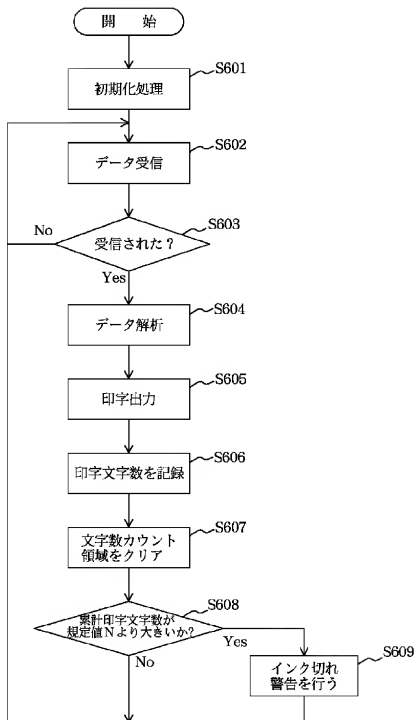 開　始
初期化処理
S601
データ受信
S602
No
受信された？
S603
Yes
データ解析
S604
印字出力
S605
印字文字数を記録
S606
文字数カウント
領域をクリア
S607
累計印字文字数が
規定値Ｎより大きいか?
S608
Yes
No
インク切れ
警告を行う
S609